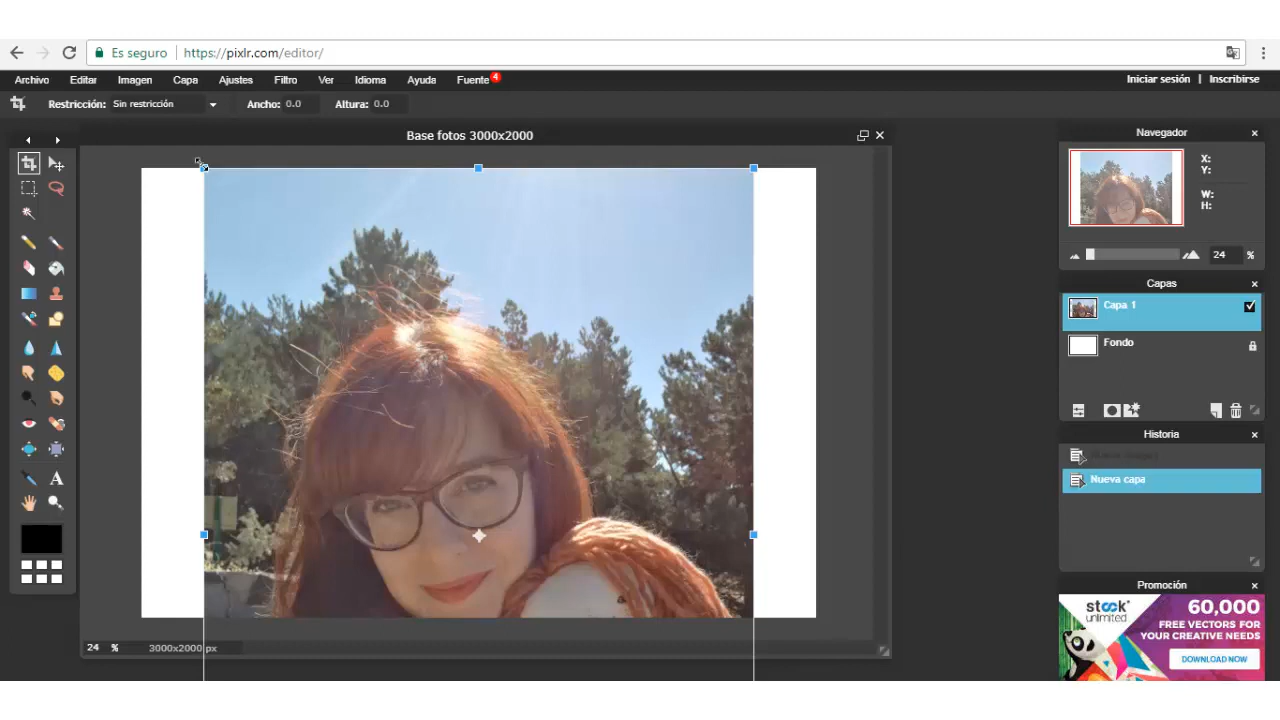 Es seguro
https://pixlr.com/editor/
Archivo Editar Imagen Capa Ajustes Filtro Ver Idioma Ayuda Fuente 4 Iniciar sesión | Inscribirse
Restricción: Sin restricción Ancho: 0.0 Altura: 0.0
Base fotos 3000x2000
Navegador
X:
Y:
W:
H:
24 %
Capas
Capa 1
Fondo
Historia
Nueva capa
Promoción
stock
unlimited
60,000
FREE VECTORS FOR
YOUR CREATIVE NEEDS
DOWNLOAD NOW
A
24 % 3000x2000 px